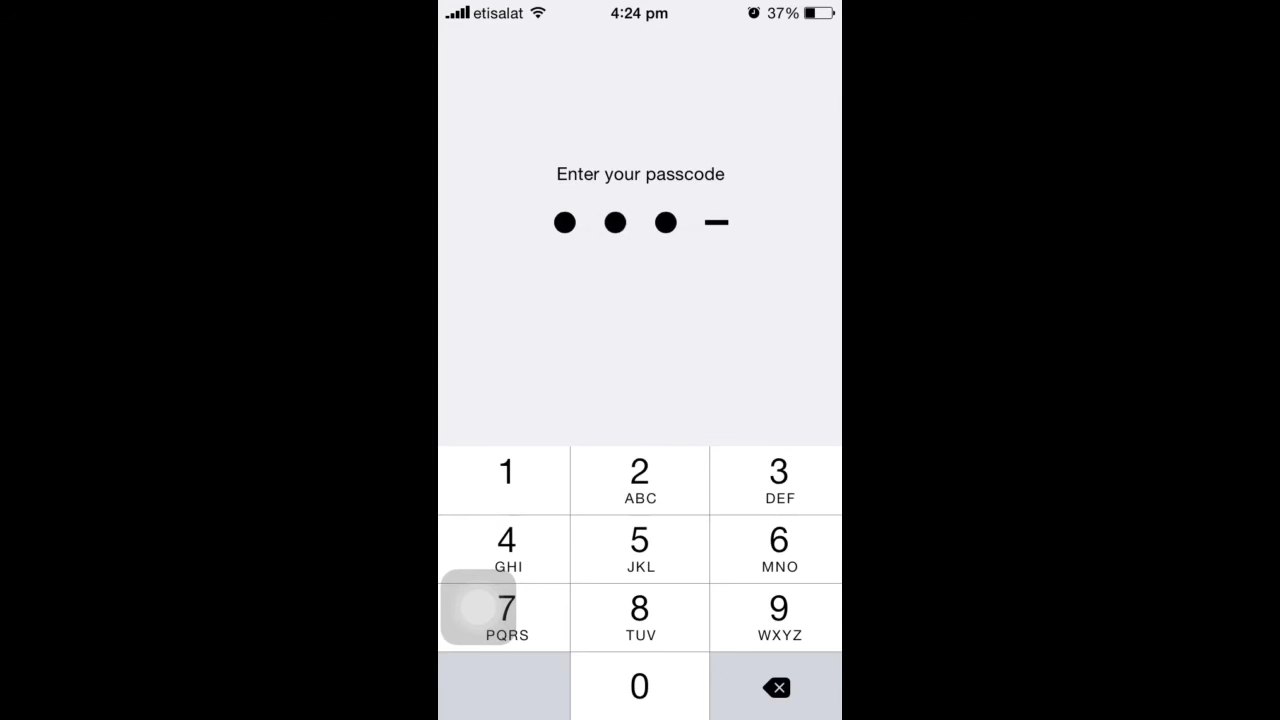 etisalat 4:24 pm 37%
Enter your passcode
1 2 3
ABC DEF
4 5 6
GHI JKL MNO
7 8 9
PQRS TUV WXYZ
0